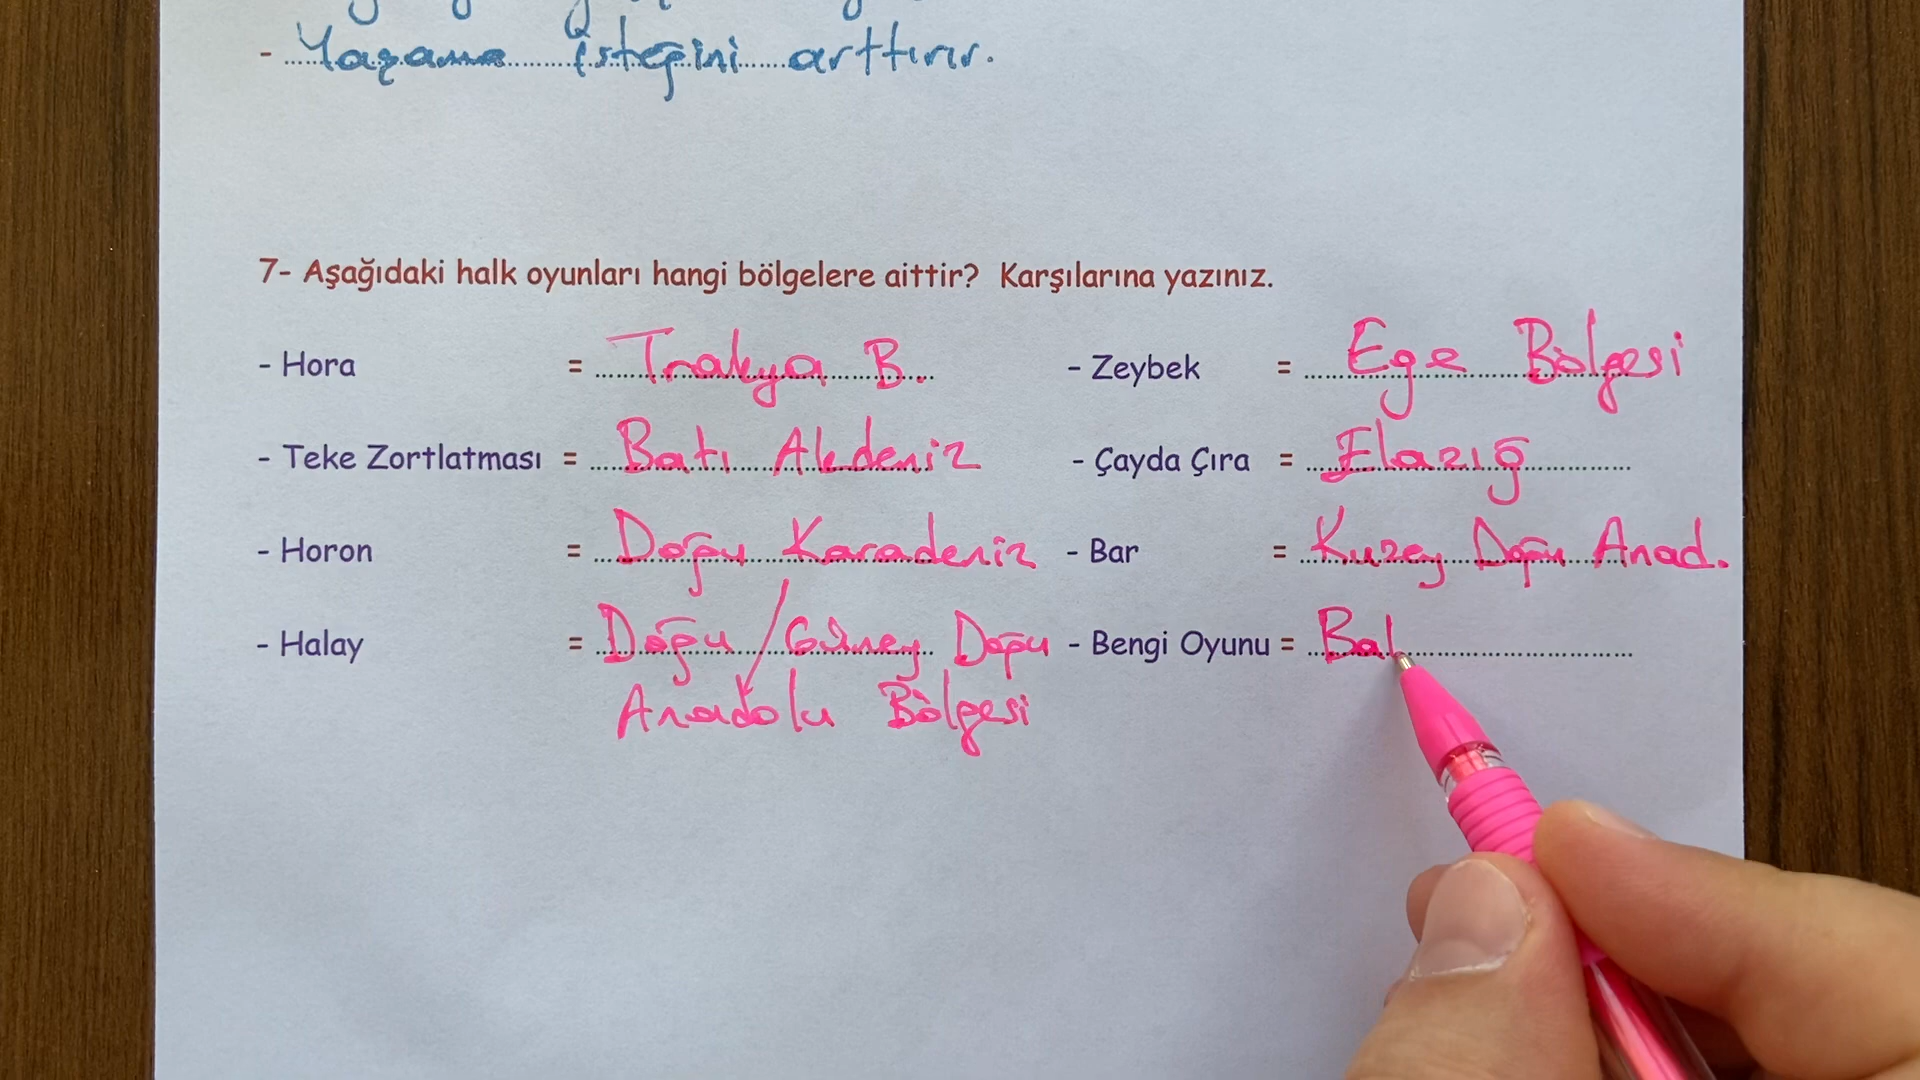 - Yaşama isteğini arttırır.
7- Aşağıdaki halk oyunları hangi bölgelere aittir? Karşılarına yazınız.
- Hora = Trakya B. - Zeybek = Ege Bölgesi
- Teke Zortlatması = Batı Akdeniz - Çayda Çıra = Elazığ
- Horon = Doğu Karadeniz - Bar = Kuzey Doğu Anad.
- Halay = Doğu / Güney Doğu - Bengi Oyunu = Bal
Anadolu Bölgesi